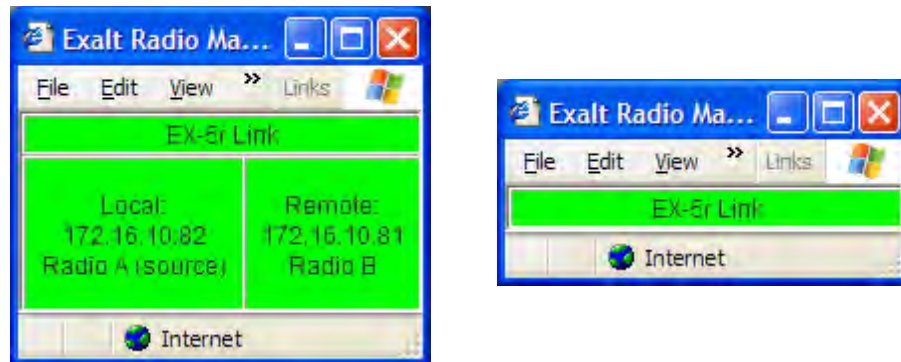 Exalt Radio Ma...
File Edit View » Links
EX-5r Link
Local:
172.16.10.82
Radio A (source)
Remote:
172.16.10.81
Radio B
Internet
Exalt Radio Ma...
File Edit View » Links
EX-5r Link
Internet